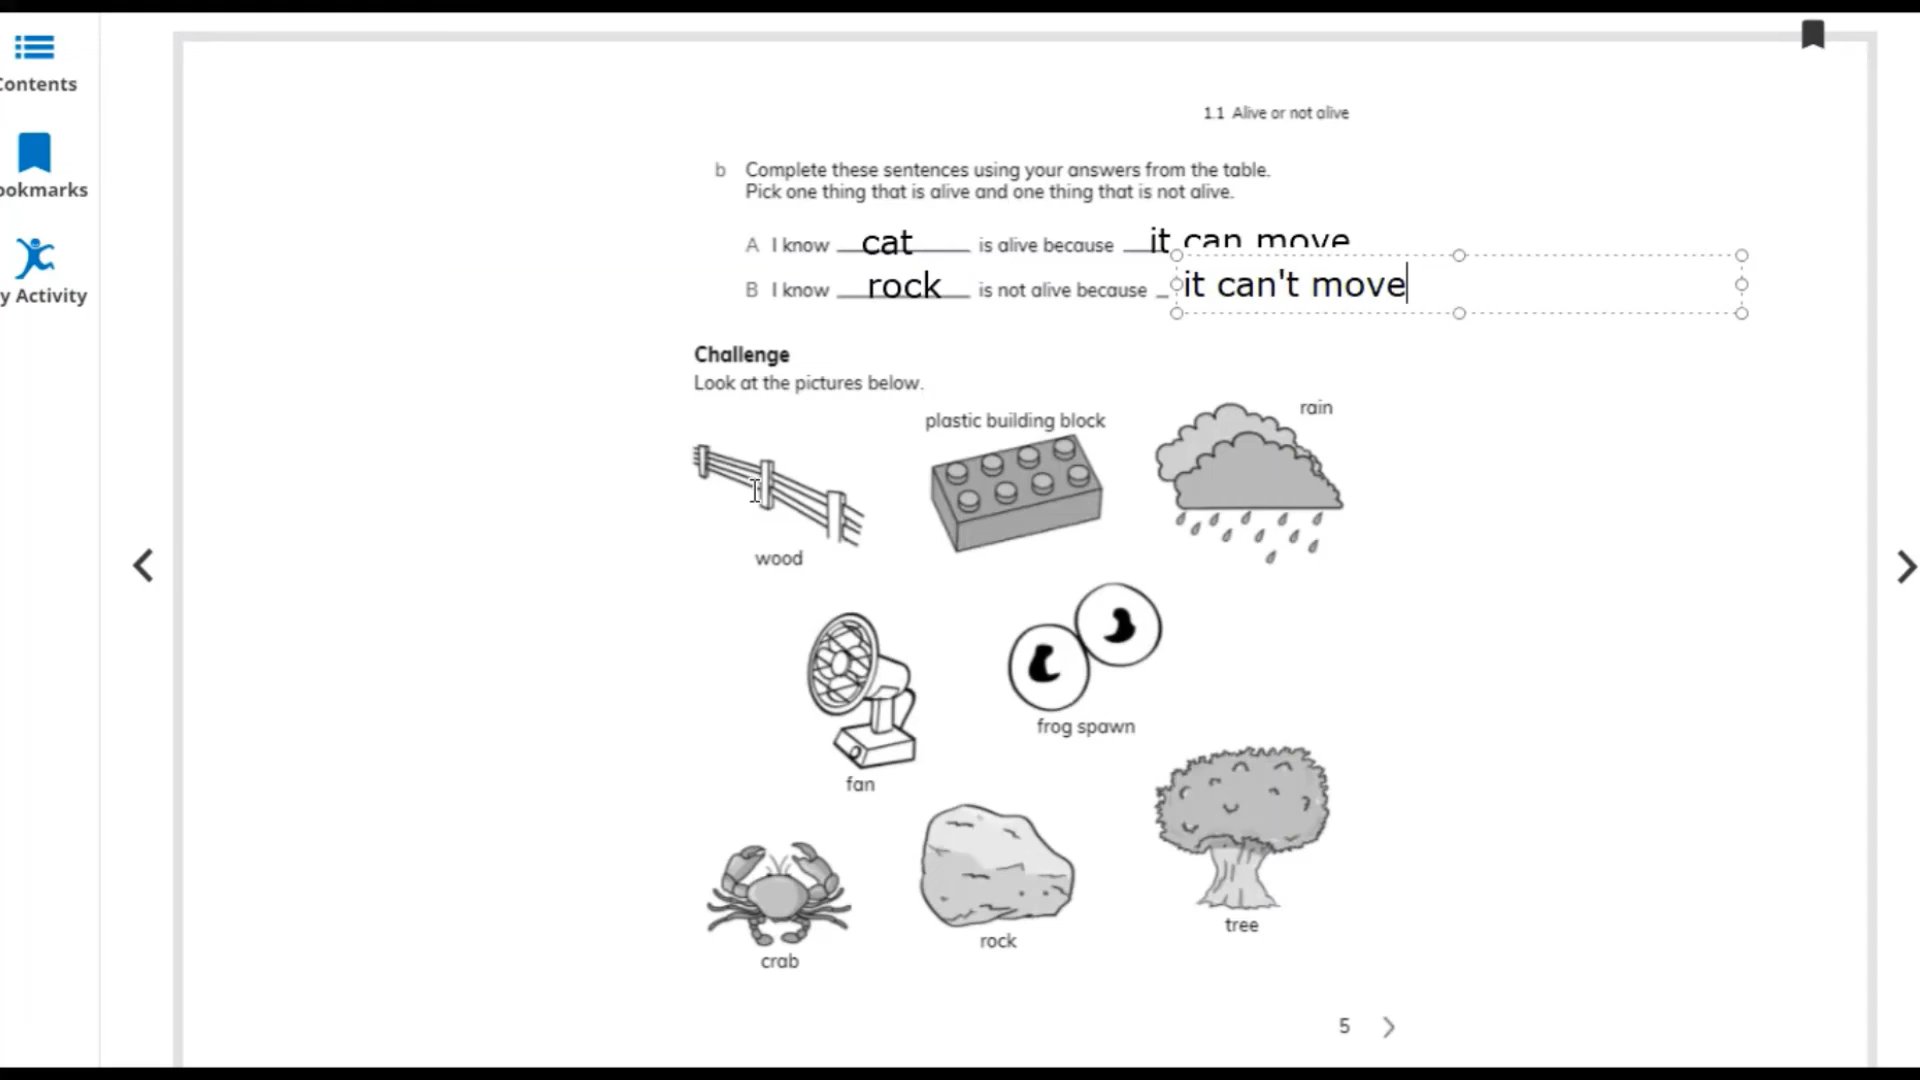 Contents
ookmarks
y Activity
1.1 Alive or not alive
b Complete these sentences using your answers from the table.
Pick one thing that is alive and one thing that is not alive.
A I know cat is alive because it can move
B I know rock is not alive because it can't move
Challenge
Look at the pictures below.
plastic building block
rain
wood
frog spawn
fan
tree
rock
crab
5